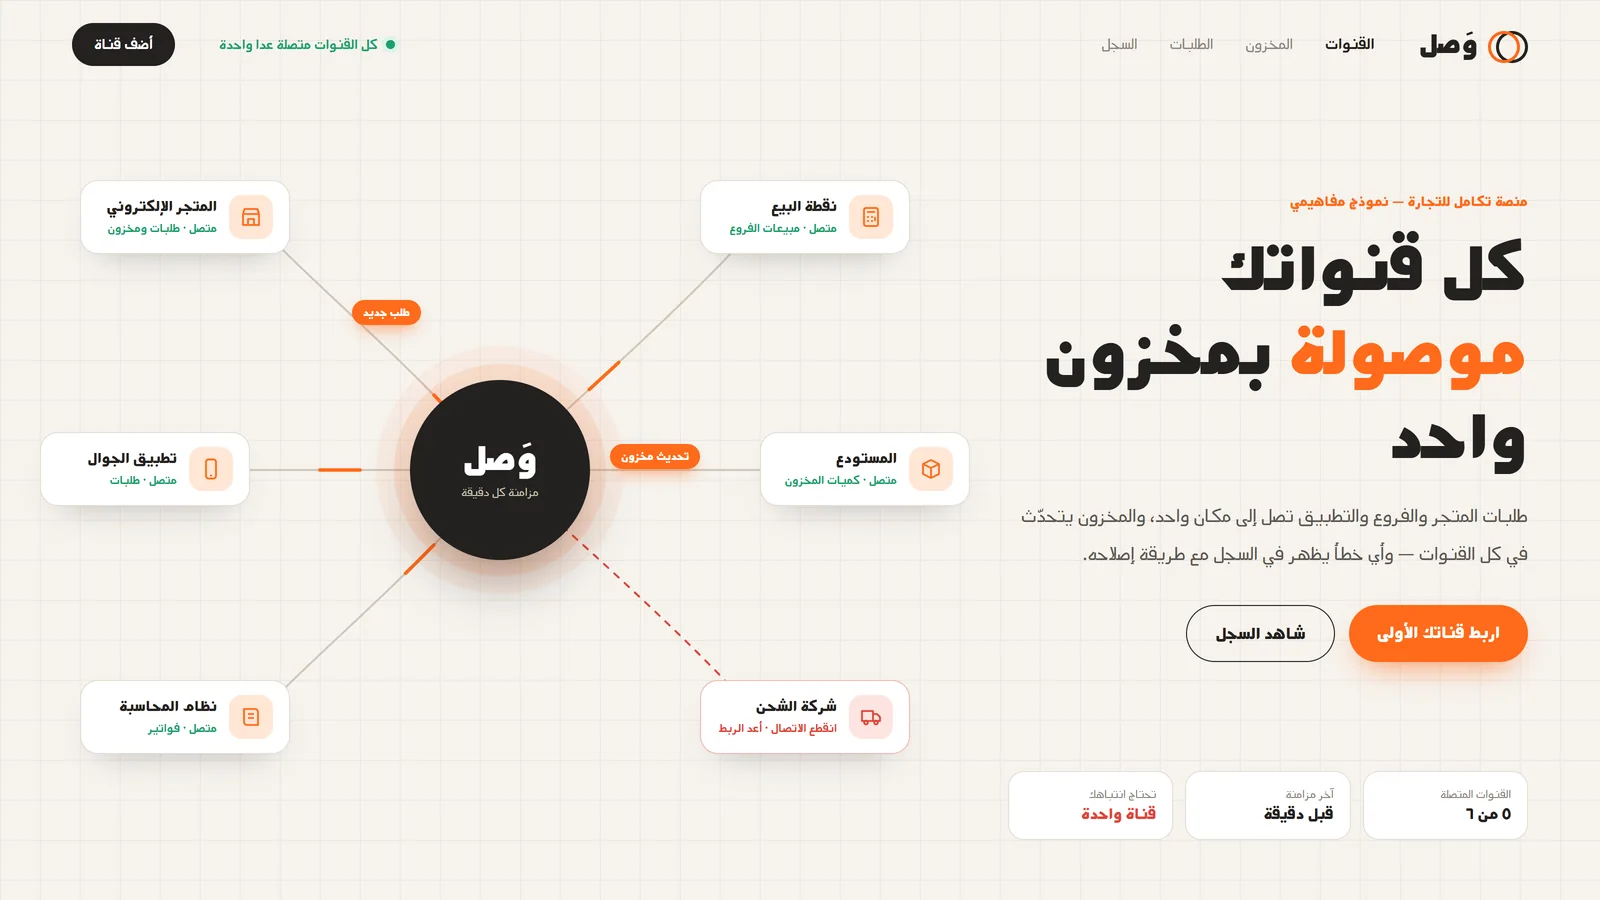 وَصل
القنوات
المخزون
الطلبات
السجل
كل القنوات متصلة عدا واحدة
أضف قناة
منصة تكامل للتجارة — نموذج مفاهيمي
كل قنواتك
موصولة بمخزون
واحد
طلبات المتجر والفروع والتطبيق تصل إلى مكان واحد، والمخزون يتحدّث
في كل القنوات — وأي خطأ يظهر في السجل مع طريقة إصلاحه.
اربط قناتك الأولى
شاهد السجل
القنوات المتصلة
٥ من ٦
آخر مزامنة
قبل دقيقة
تحتاج انتباهك
قناة واحدة
نقطة البيع
متصل · مبيعات الفروع
المتجر الإلكتروني
متصل · طلبات ومخزون
طلب جديد
المستودع
متصل · كميات المخزون
تحديث مخزون
وَصل
مزامنة كل دقيقة
تطبيق الجوال
متصل · طلبات
شركة الشحن
انقطع الاتصال · أعد الربط
نظام المحاسبة
متصل · فواتير